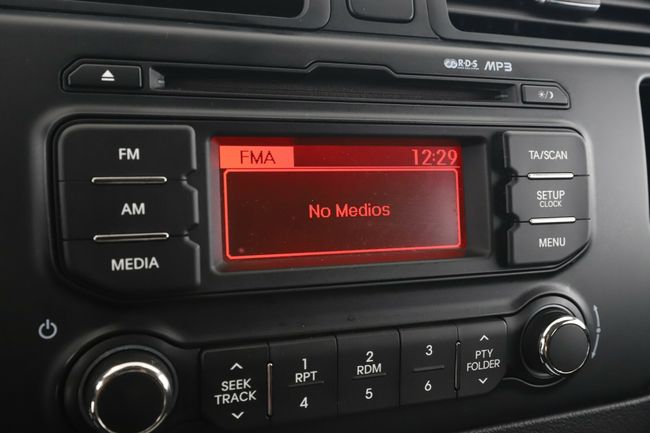 R·D·S MP3
FM
AM
MEDIA
FMA 12:29
No Medios
TA/SCAN
SETUP
CLOCK
MENU
SEEK
TRACK
1
RPT
4
2
RDM
5
3
6
PTY
FOLDER